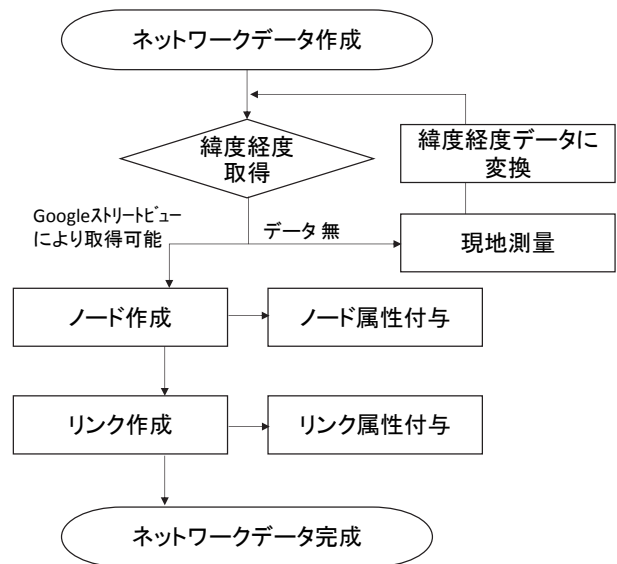 ネットワークデータ作成
緯度経度
取得
緯度経度データに
変換
Googleｽﾄﾘｰﾄﾋﾞｭｰ
により取得可能
データ 無
現地測量
ノード作成
ノード属性付与
リンク作成
リンク属性付与
ネットワークデータ完成